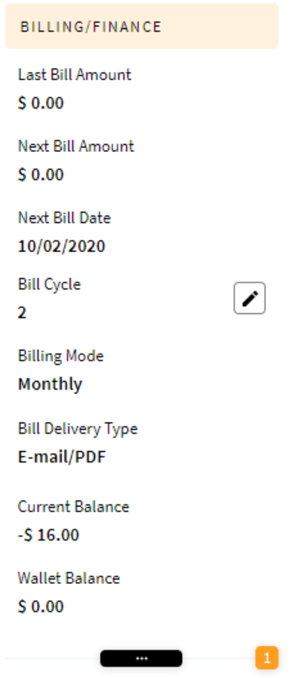 BILLING/FINANCE
Last Bill Amount
$ 0.00
Next Bill Amount
$ 0.00
Next Bill Date
10/02/2020
Bill Cycle
2
Billing Mode
Monthly
Bill Delivery Type
E-mail/PDF
Current Balance
-$ 16.00
Wallet Balance
$ 0.00
... 1